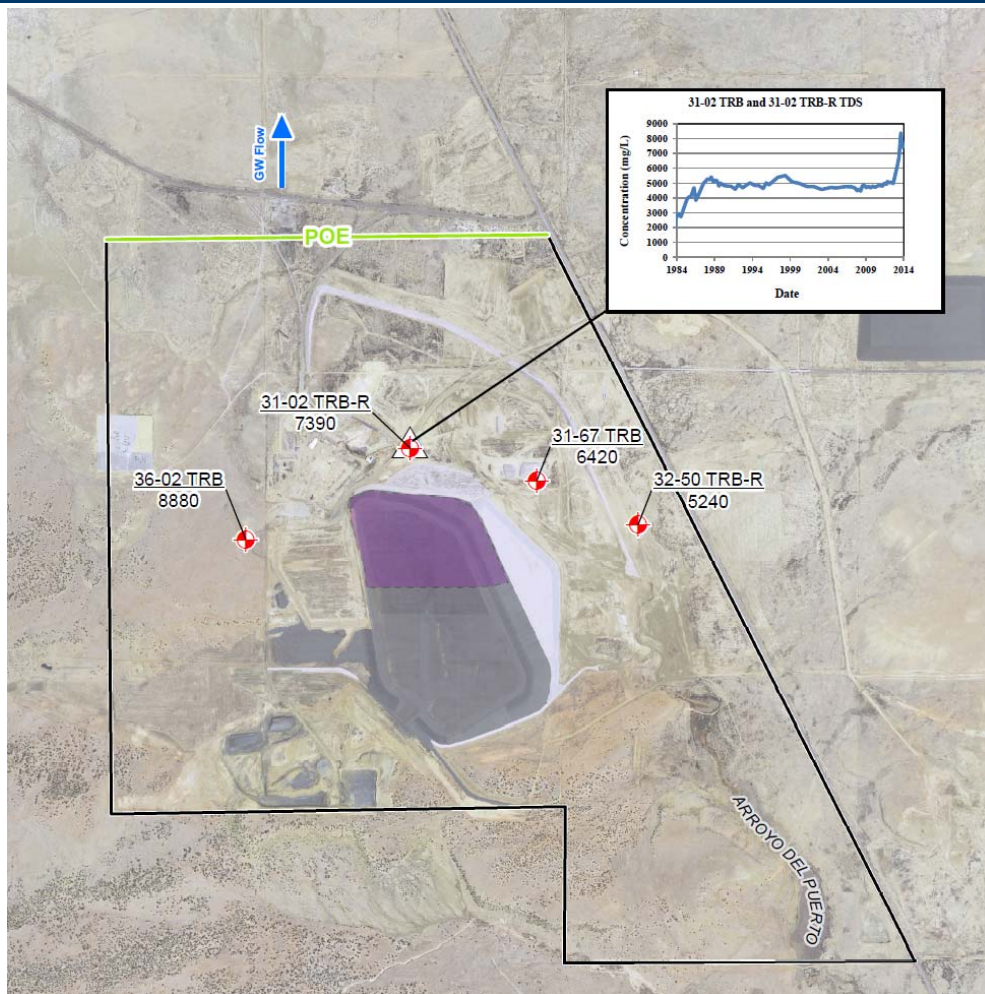 GW Flow
POE
31-02 TRB and 31-02 TRB-R TDS
Concentration (mg/L)
9000
8000
7000
6000
5000
4000
3000
2000
1000
0
1984 1989 1994 1999 2004 2009 2014
Date
31-02 TRB-R
7390
31-67 TRB
6420
36-02 TRB
8880
32-50 TRB-R
5240
ARROYO DEL PUERTO